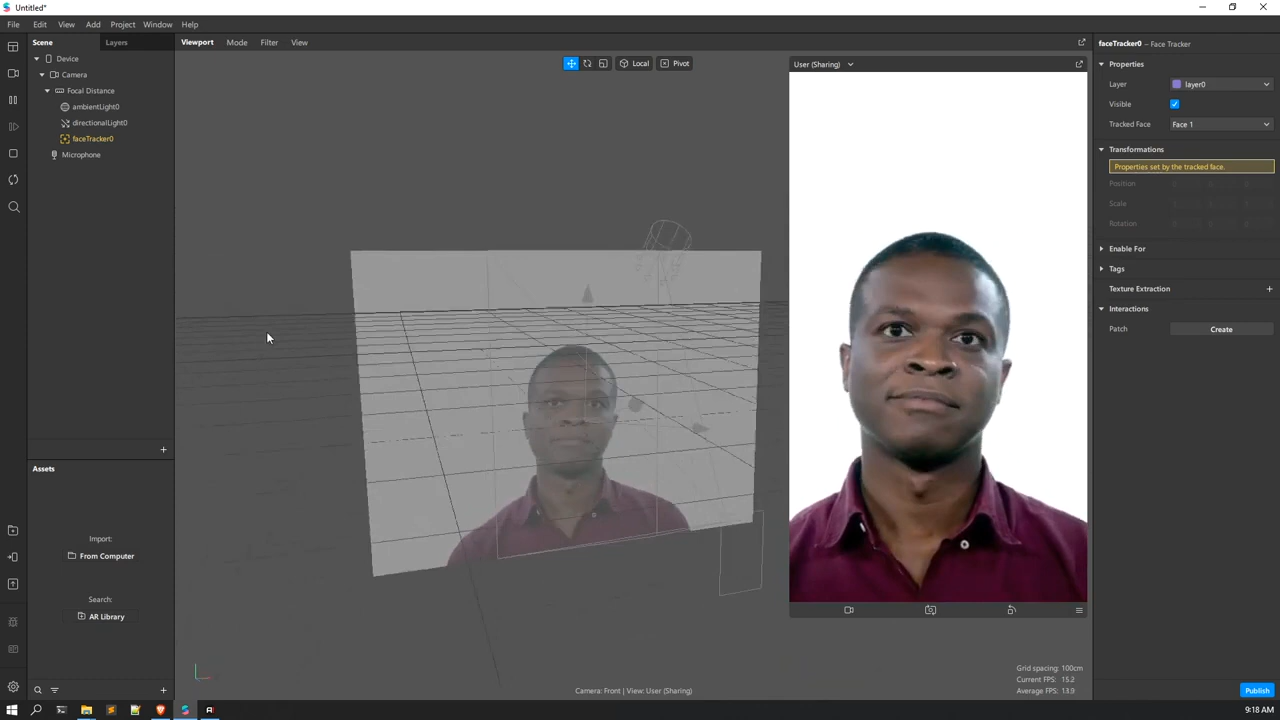 Untitled*
File Edit View Add Project Window Help
Scene Layers
Device
Camera
Focal Distance
ambientLight0
directionalLight0
faceTracker0
Microphone
Assets
Import:
From Computer
Search:
AR Library
Viewport Mode Filter View
Local Pivot
User (Sharing)
Grid spacing: 100cm
Current FPS: 15.2
Average FPS: 13.9
Camera: Front | View: User (Sharing)
faceTracker0 – Face Tracker
Properties
Layer layer0
Visible
Tracked Face Face 1
Transformations
Properties set by the tracked face.
Position
Scale
Rotation
Enable For
Tags
Texture Extraction
Interactions
Patch Create
Publish
9:18 AM